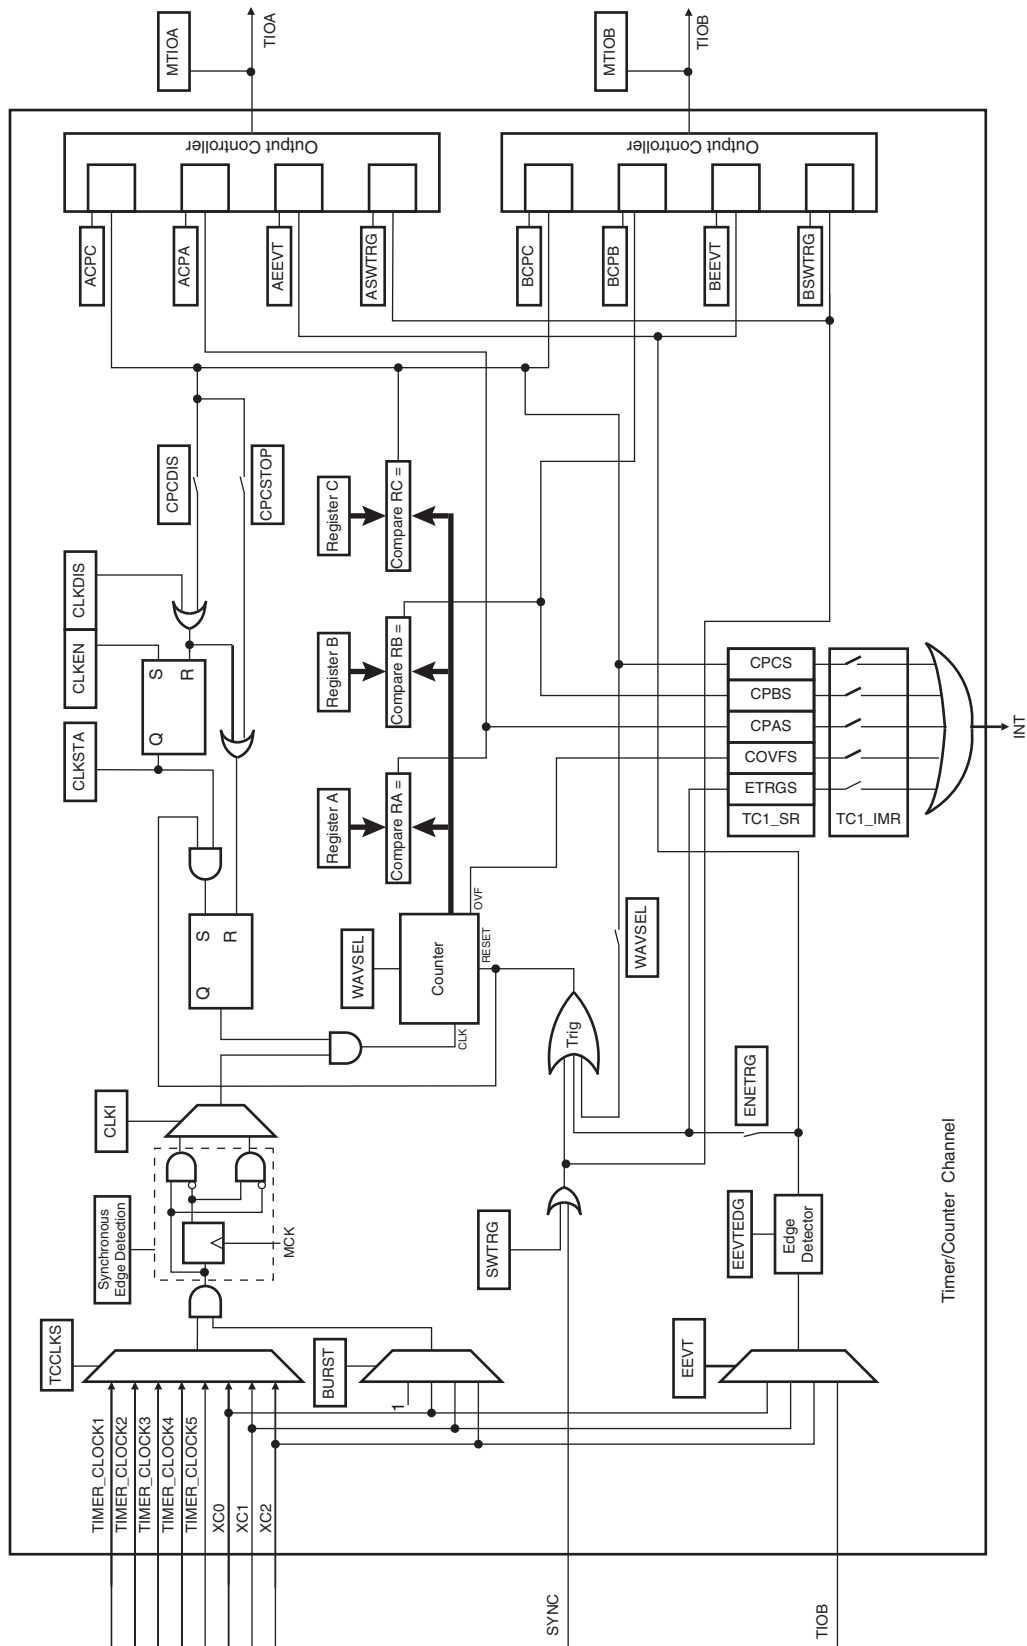 MTIOA
TIOA
MTIOB
TIOB
Output Controller
Output Controller
ACPC
ACPA
AEEVT
ASWTRG
BCPC
BCPB
BEEVT
BSWTRG
CPCDIS
CPCSTOP
CLKDIS
CLKEN
CLKSTA
S
R
Q
S
R
Q
Register C
Compare RC =
Register B
Compare RB =
Register A
Compare RA =
CPCS
CPBS
CPAS
COVFS
ETRGS
TC1_SR
TC1_IMR
INT
WAVSEL
Counter
OVF
RESET
CLK
WAVSEL
Trig
CLKI
Synchronous
Edge Detection
MCK
SWTRG
ENETRG
EEVTEDG
Edge
Detector
Timer/Counter Channel
TCCLKS
BURST
1
EEVT
TIMER_CLOCK1
TIMER_CLOCK2
TIMER_CLOCK3
TIMER_CLOCK4
TIMER_CLOCK5
XC0
XC1
XC2
SYNC
TIOB